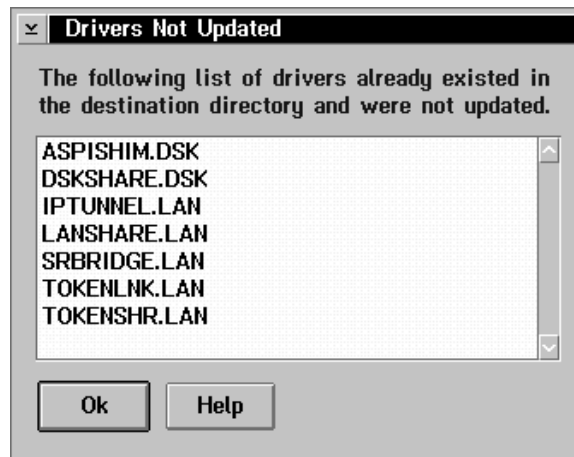 Drivers Not Updated
The following list of drivers already existed in
the destination directory and were not updated.
ASPISHIM.DSK
DSKSHARE.DSK
IPTUNNEL.LAN
LANSHARE.LAN
SRBRIDGE.LAN
TOKENLNK.LAN
TOKENSHR.LAN
Ok Help